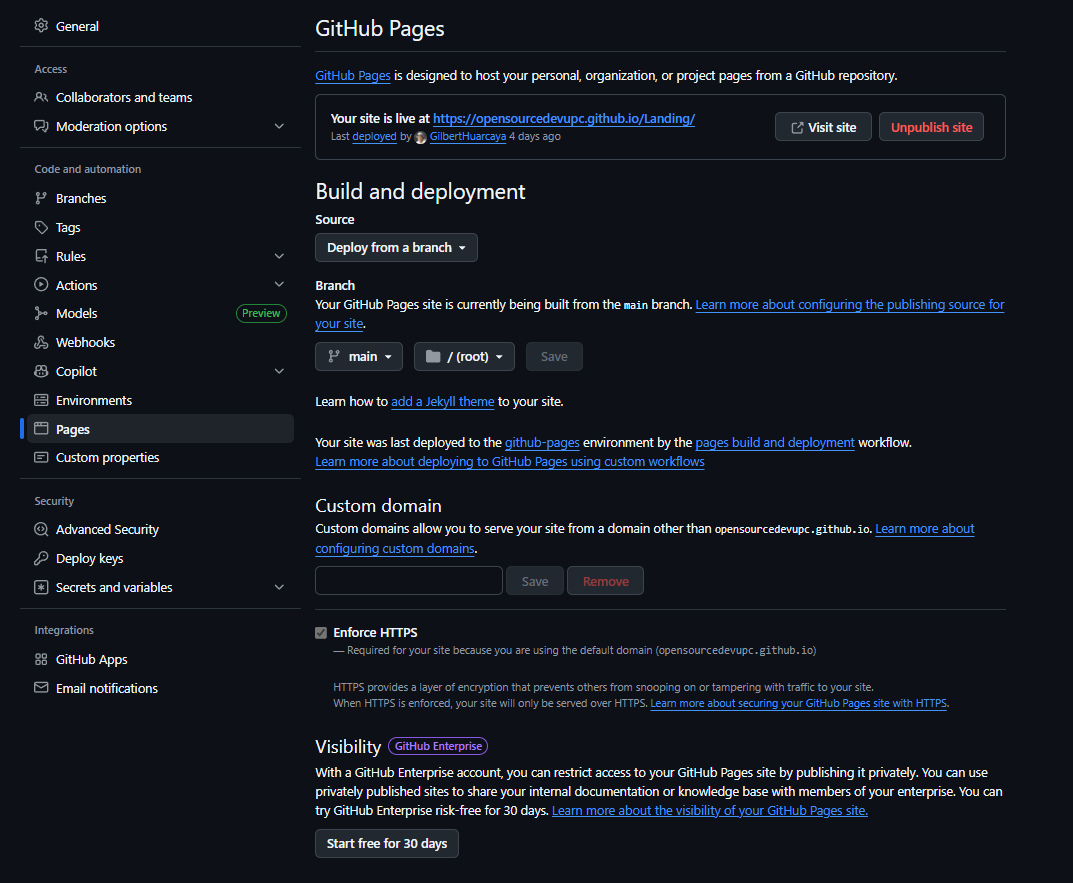 General
Access
Collaborators and teams
Moderation options
Code and automation
Branches
Tags
Rules
Actions
Models Preview
Webhooks
Copilot
Environments
Pages
Custom properties
Security
Advanced Security
Deploy keys
Secrets and variables
Integrations
GitHub Apps
Email notifications
GitHub Pages
GitHub Pages is designed to host your personal, organization, or project pages from a GitHub repository.
Your site is live at https://opensourcedevupc.github.io/Landing/
Last deployed by GilbertHuarcaya 4 days ago
Visit site
Unpublish site
Build and deployment
Source
Deploy from a branch
Branch
Your GitHub Pages site is currently being built from the main branch. Learn more about configuring the publishing source for
your site.
main / (root) Save
Learn how to add a Jekyll theme to your site.
Your site was last deployed to the github-pages environment by the pages build and deployment workflow.
Learn more about deploying to GitHub Pages using custom workflows
Custom domain
Custom domains allow you to serve your site from a domain other than opensourcedevupc.github.io. Learn more about
configuring custom domains.
Save Remove
Enforce HTTPS
— Required for your site because you are using the default domain (opensourcedevupc.github.io)
HTTPS provides a layer of encryption that prevents others from snooping on or tampering with traffic to your site.
When HTTPS is enforced, your site will only be served over HTTPS. Learn more about securing your GitHub Pages site with HTTPS.
Visibility GitHub Enterprise
With a GitHub Enterprise account, you can restrict access to your GitHub Pages site by publishing it privately. You can use
privately published sites to share your internal documentation or knowledge base with members of your enterprise. You can
try GitHub Enterprise risk-free for 30 days. Learn more about the visibility of your GitHub Pages site.
Start free for 30 days